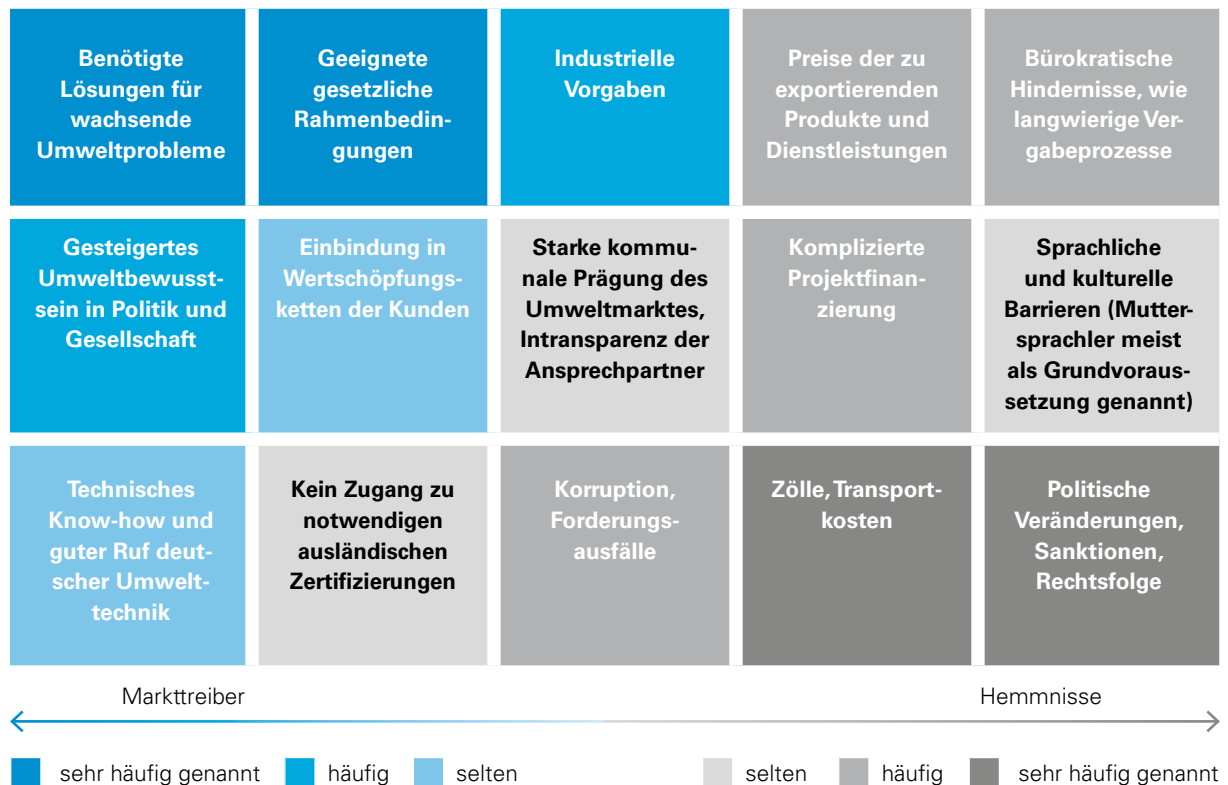 Benötigte
Lösungen für
wachsende
Umweltprobleme
Geeignete
gesetzliche
Rahmenbedin-
gungen
Industrielle
Vorgaben
Preise der zu
exportierenden
Produkte und
Dienstleistungen
Bürokratische
Hindernisse, wie
langwierige Ver-
gabeprozesse
Gesteigertes
Umweltbewusst-
sein in Politik und
Gesellschaft
Einbindung in
Wertschöpfungs-
ketten der Kunden
Starke kommu-
nale Prägung des
Umweltmarktes,
Intransparenz der
Ansprechpartner
Komplizierte
Projektfinan-
zierung
Sprachliche
und kulturelle
Barrieren (Mutter-
sprachler meist
als Grundvoraus-
setzung genannt)
Technisches
Know-how und
guter Ruf deut-
scher Umwelt-
technik
Kein Zugang zu
notwendigen
ausländischen
Zertifizierungen
Korruption,
Forderungs-
ausfälle
Zölle, Transport-
kosten
Politische
Veränderungen,
Sanktionen,
Rechtsfolge
Markttreiber
Hemmnisse
sehr häufig genannt
häufig
selten
selten
häufig
sehr häufig genannt